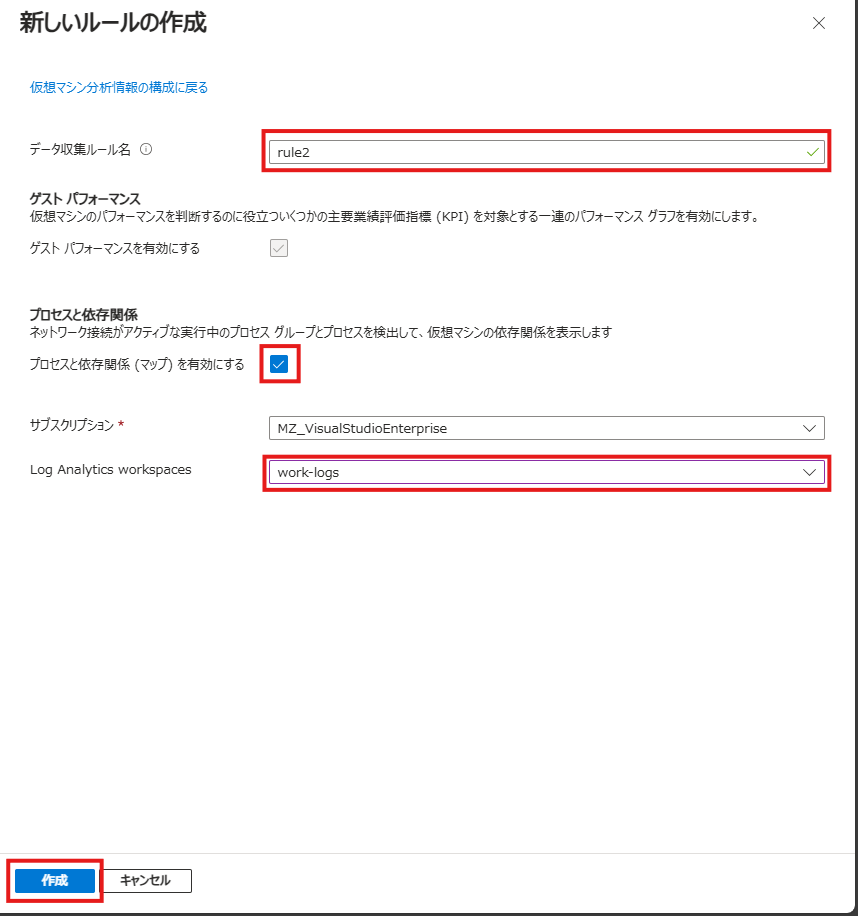 新しいルールの作成
仮想マシン分析情報の構成に戻る
データ収集ルール名
rule2
ゲスト パフォーマンス
仮想マシンのパフォーマンスを判断するのに役立ついくつかの主要業績評価指標 (KPI) を対象とする一連のパフォーマンス グラフを有効にします。
ゲスト パフォーマンスを有効にする
プロセスと依存関係
ネットワーク接続がアクティブな実行中のプロセス グループとプロセスを検出して、仮想マシンの依存関係を表示します
プロセスと依存関係 (マップ) を有効にする
サブスクリプション *
MZ_VisualStudioEnterprise
Log Analytics workspaces
work-logs
作成
キャンセル